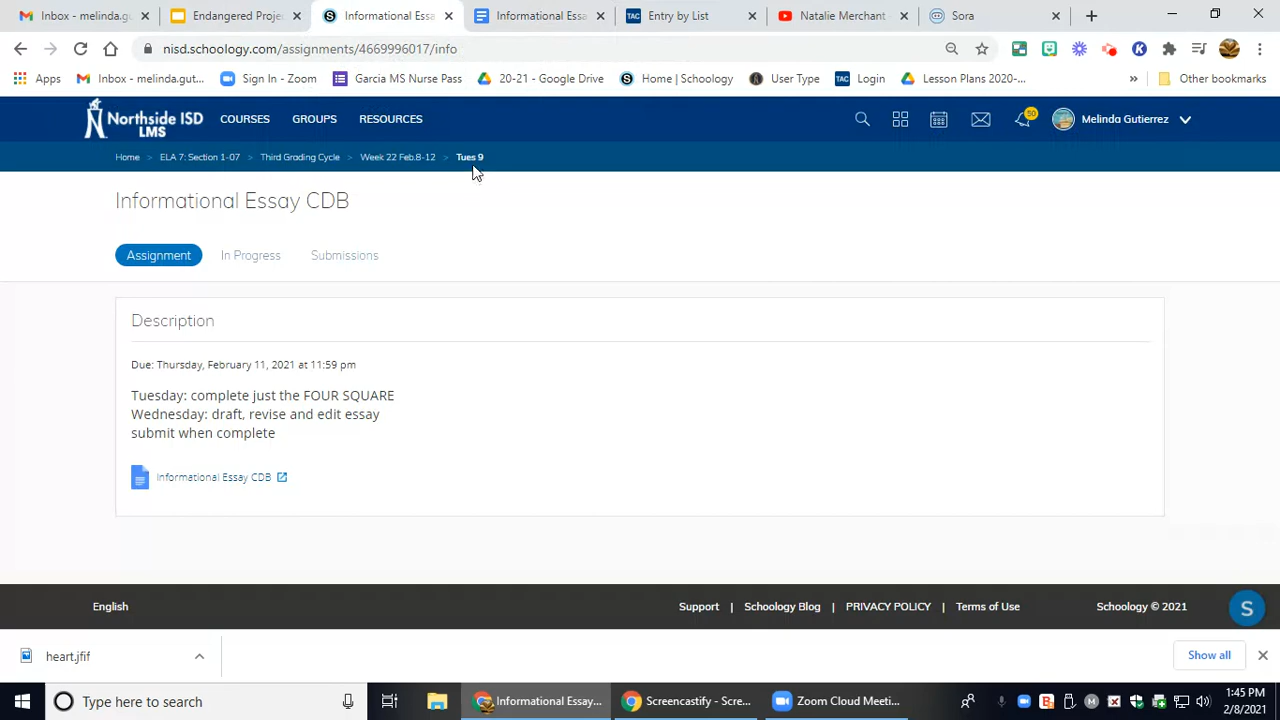 Inbox - melinda.gu
Endangered Proje
Informational Essa
Informational Essa
TAC
Entry by List
Natalie Merchant -
Sora
nisd.schoology.com/assignments/4669996017/info
Apps
Inbox - melinda.gut...
Sign In - Zoom
Garcia MS Nurse Pass
20-21 - Google Drive
Home | Schoology
User Type
TAC
Login
Lesson Plans 2020-...
»
Other bookmarks
Northside ISD
LMS
COURSES
GROUPS
RESOURCES
50
Melinda Gutierrez
Home > ELA 7: Section 1-07 > Third Grading Cycle > Week 22 Feb.8-12 > Tues 9
Informational Essay CDB
Assignment
In Progress
Submissions
Description
Due: Thursday, February 11, 2021 at 11:59 pm
Tuesday: complete just the FOUR SQUARE
Wednesday: draft, revise and edit essay
submit when complete
Informational Essay CDB
English
Support | Schoology Blog | PRIVACY POLICY | Terms of Use
Schoology © 2021
S
heart.jfif
Show all
Type here to search
Informational Essay...
Screencastify - Scre...
Zoom Cloud Meeti...
1:45 PM
2/8/2021